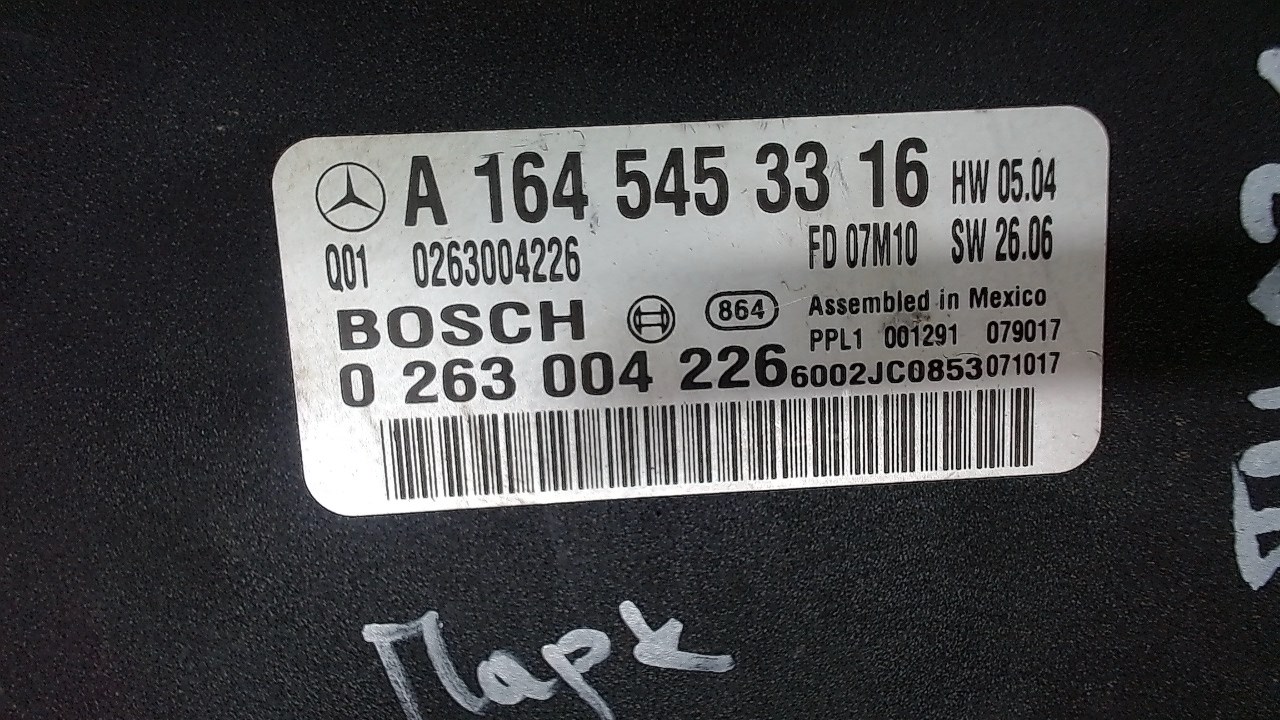 A 164 545 33 16 HW 05.04
Q01 0263004226 FD 07M10 SW 26.06
BOSCH 864 Assembled in Mexico
PPL1 001291 079017
0 263 004 226 6002JC0853 071017
Парк